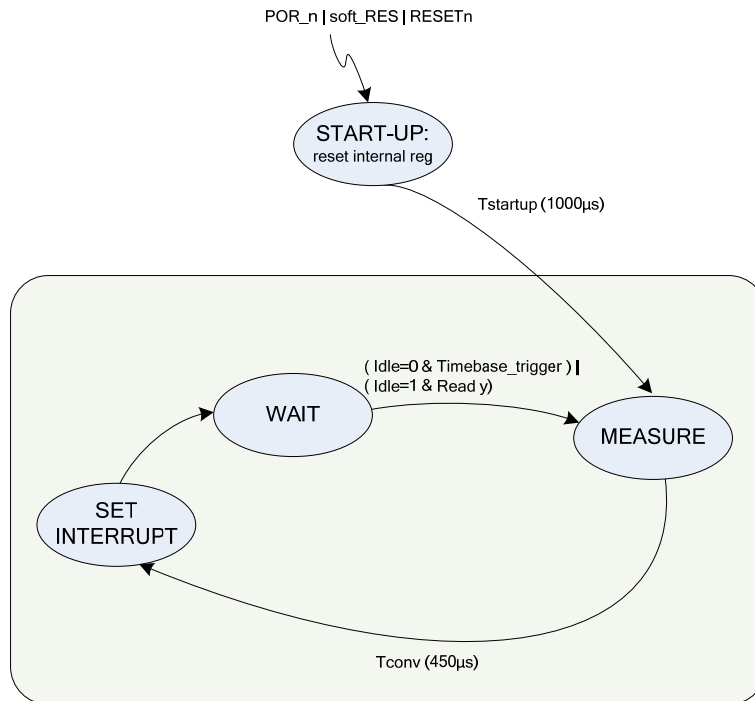 POR_n | soft_RES | RESETn
START-UP:
reset internal reg
Tstartup (1000µs)
( Idle=0 & Timebase_trigger ) |
( Idle=1 & Read y)
WAIT
MEASURE
SET
INTERRUPT
Tconv (450µs)